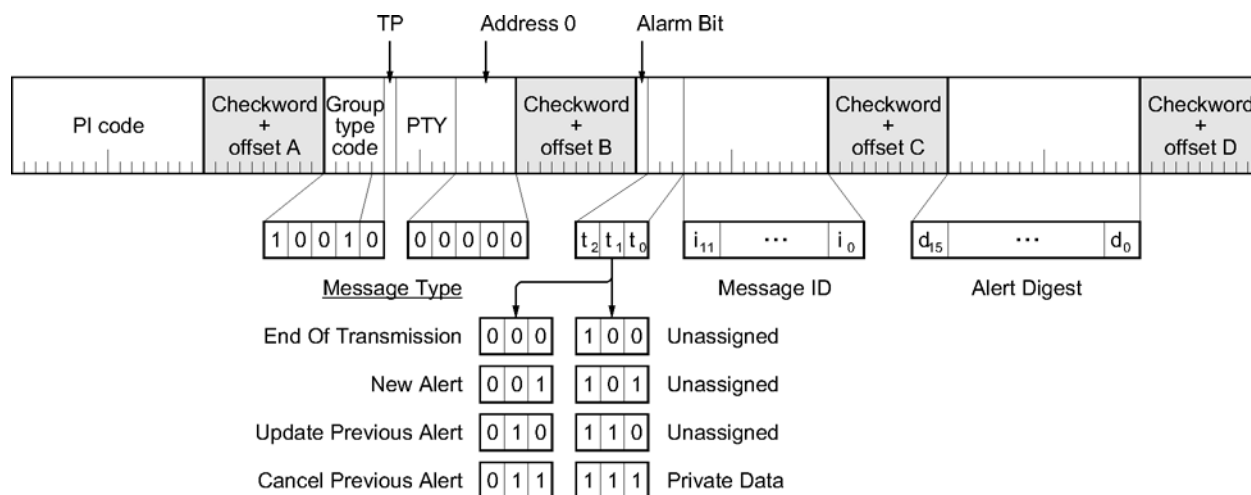 TP Address 0 Alarm Bit
PI code
Checkword + offset A
Group type code
PTY
Checkword + offset B
Checkword + offset C
Checkword + offset D
1 0 0 1 0
0 0 0 0 0
t2 t1 t0
i11 ... i0
d15 ... d0
Message Type
Message ID
Alert Digest
End Of Transmission 0 0 0 1 0 0 Unassigned
New Alert 0 0 1 1 0 1 Unassigned
Update Previous Alert 0 1 0 1 1 0 Unassigned
Cancel Previous Alert 0 1 1 1 1 1 Private Data